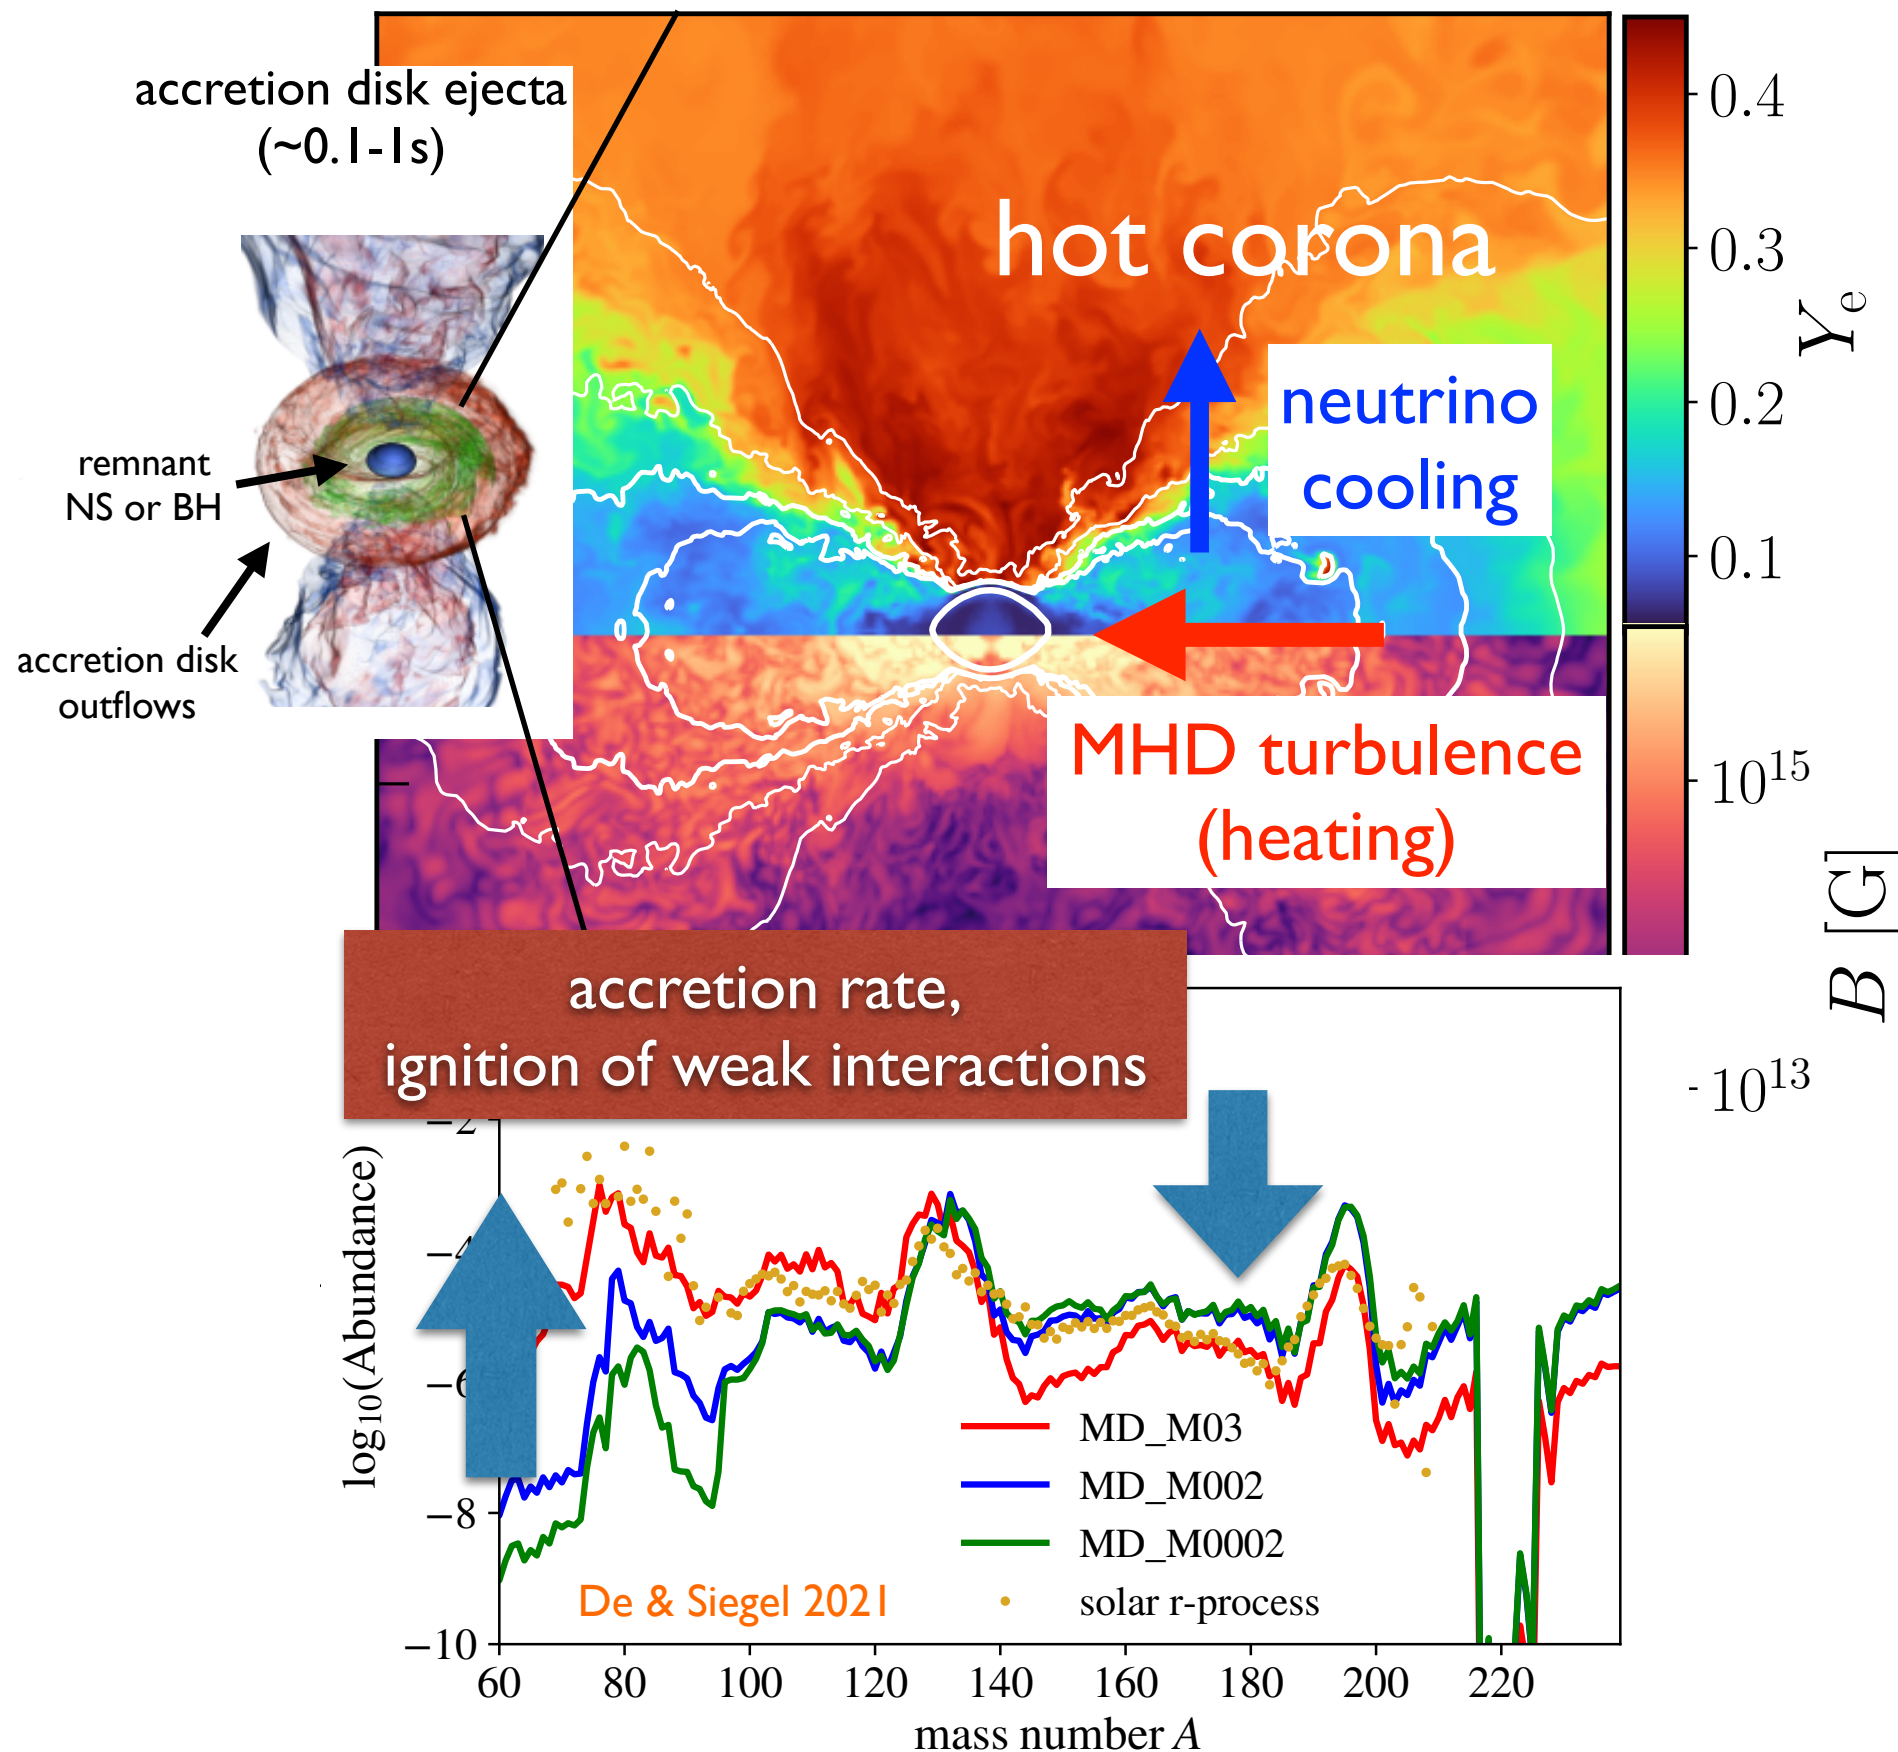 accretion disk ejecta
(~0.1-1s)
hot corona
neutrino
cooling
remnant
NS or BH
accretion disk
outflows
MHD turbulence
(heating)
0.4
0.3
0.2
0.1
Y_e
10^15
10^13
B [G]
accretion rate,
ignition of weak interactions
log10(Abundance)
−2
−4
−6
−8
−10
MD_M03
MD_M002
MD_M0002
solar r-process
De & Siegel 2021
60 80 100 120 140 160 180 200 220
mass number A